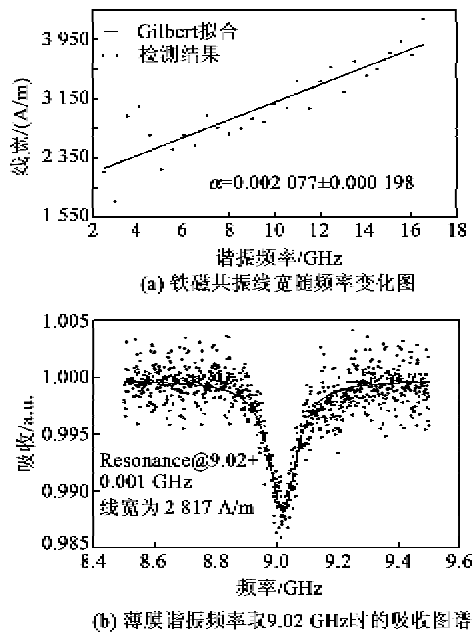 3 950
3 150
2 350
1 550
线宽/(A/m)
Gilbert拟合
检测结果
α=0.002 077±0.000 198
2 4 6 8 10 12 14 16 18
谐振频率/GHz
(a) 铁磁共振线宽随频率变化图
1.005
1.000
0.995
0.990
0.985
吸收/a.u.
Resonance@9.02+
0.001 GHz
线宽为 2 817 A/m
8.4 8.6 8.8 9.0 9.2 9.4 9.6
频率/GHz
(b) 薄膜谐振频率取9.02 GHz时的吸收图谱